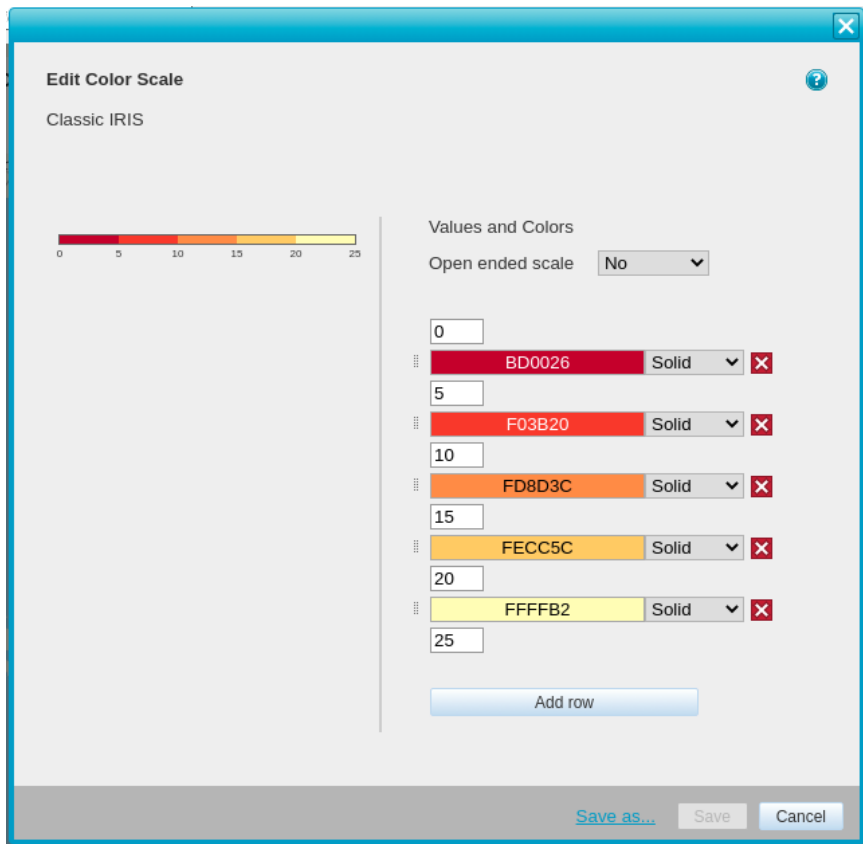 Edit Color Scale
Classic IRIS
0 5 10 15 20 25
Values and Colors
Open ended scale No
0
BD0026 Solid
5
F03B20 Solid
10
FD8D3C Solid
15
FECC5C Solid
20
FFFFB2 Solid
25
Add row
Save as... Save Cancel